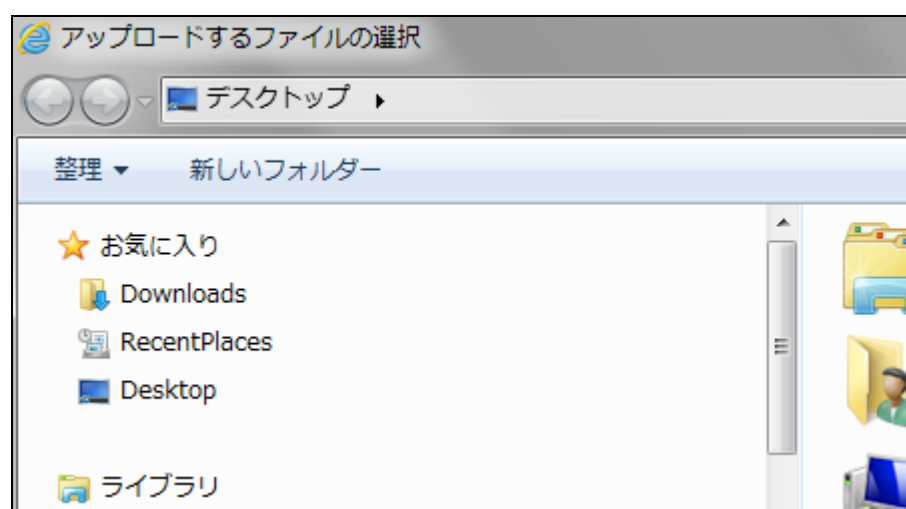 アップロードするファイルの選択
デスクトップ
整理 新しいフォルダー
お気に入り
Downloads
RecentPlaces
Desktop
ライブラリ